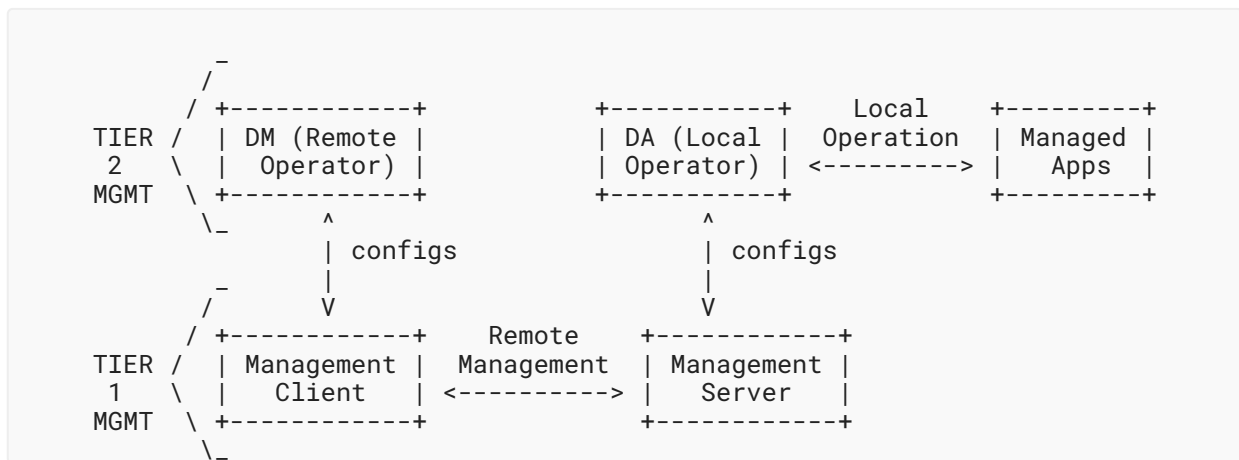 Local
TIER DM (Remote DA (Local Operation Managed
2 Operator) Operator) <---------> Apps
MGMT
configs configs
Remote
TIER Management Management Management
1 Client <----------> Server
MGMT